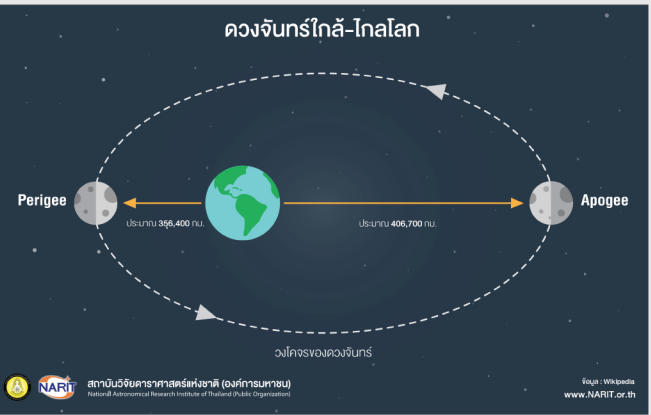 ดวงจันทร์ใกล้-ไกลโลก
Perigee
Apogee
ประมาณ 356,400 กม.
ประมาณ 406,700 กม.
วงโคจรของดวงจันทร์
NARIT
สถาบันวิจัยดาราศาสตร์แห่งชาติ (องค์การมหาชน)
National Astronomical Research Institute of Thailand (Public Organization)
ข้อมูล : Wikipedia
www.NARIT.or.th